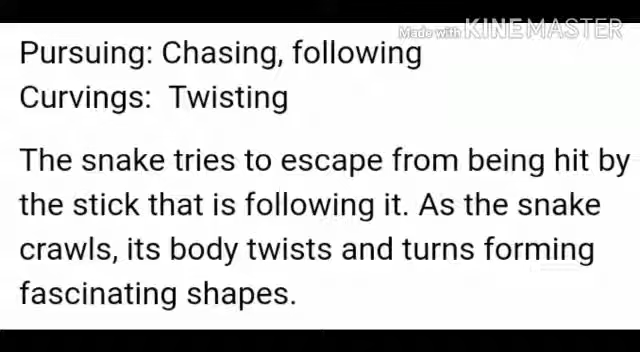 Made with KINEMASTER
Pursuing: Chasing, following
Curvings: Twisting
The snake tries to escape from being hit by
the stick that is following it. As the snake
crawls, its body twists and turns forming
fascinating shapes.